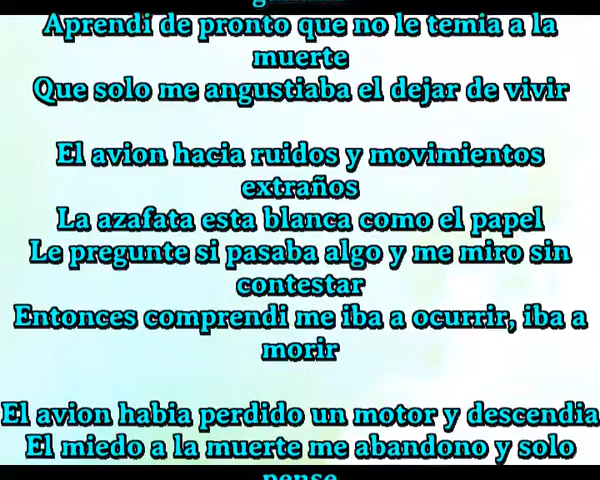 Aprendi de pronto que no le temia a la
muerte
Que solo me angustiaba el dejar de vivir
El avion hacia ruidos y movimientos
extraños
La azafata esta blanca como el papel
Le pregunte si pasaba algo y me miro sin
contestar
Entonces comprendi me iba a ocurrir, iba a
morir
El avion habia perdido un motor y descendia
El miedo a la muerte me abandono y solo
pense